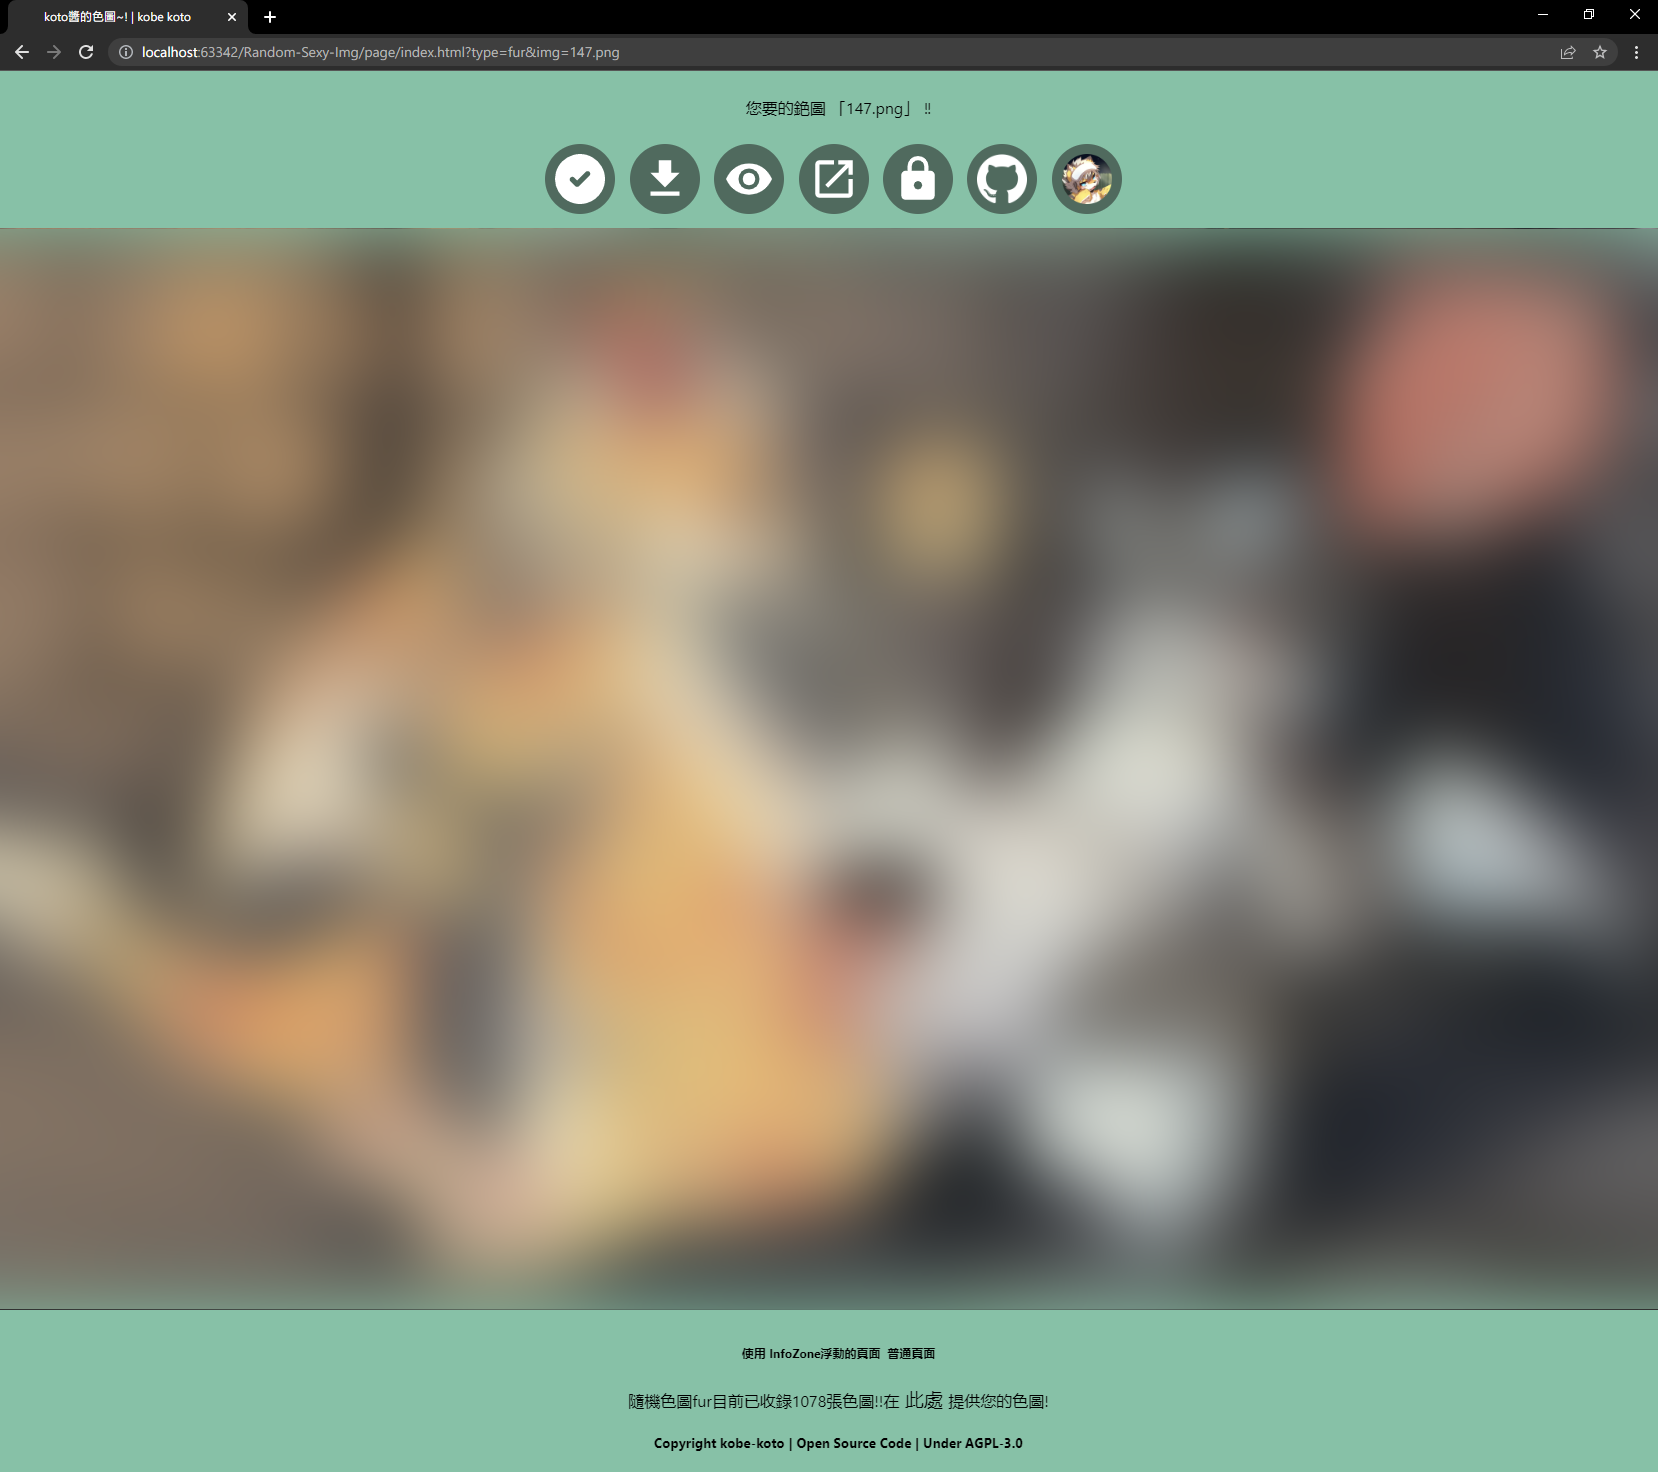 koto醬的色圖~! | kobe koto
localhost:63342/Random-Sexy-Img/page/index.html?type=fur&img=147.png
您要的銫圖 「147.png」 !!
使用 InfoZone浮動的頁面 普通頁面
隨機色圖fur目前已收錄1078張色圖!!在 此處 提供您的色圖!
Copyright kobe-koto | Open Source Code | Under AGPL-3.0